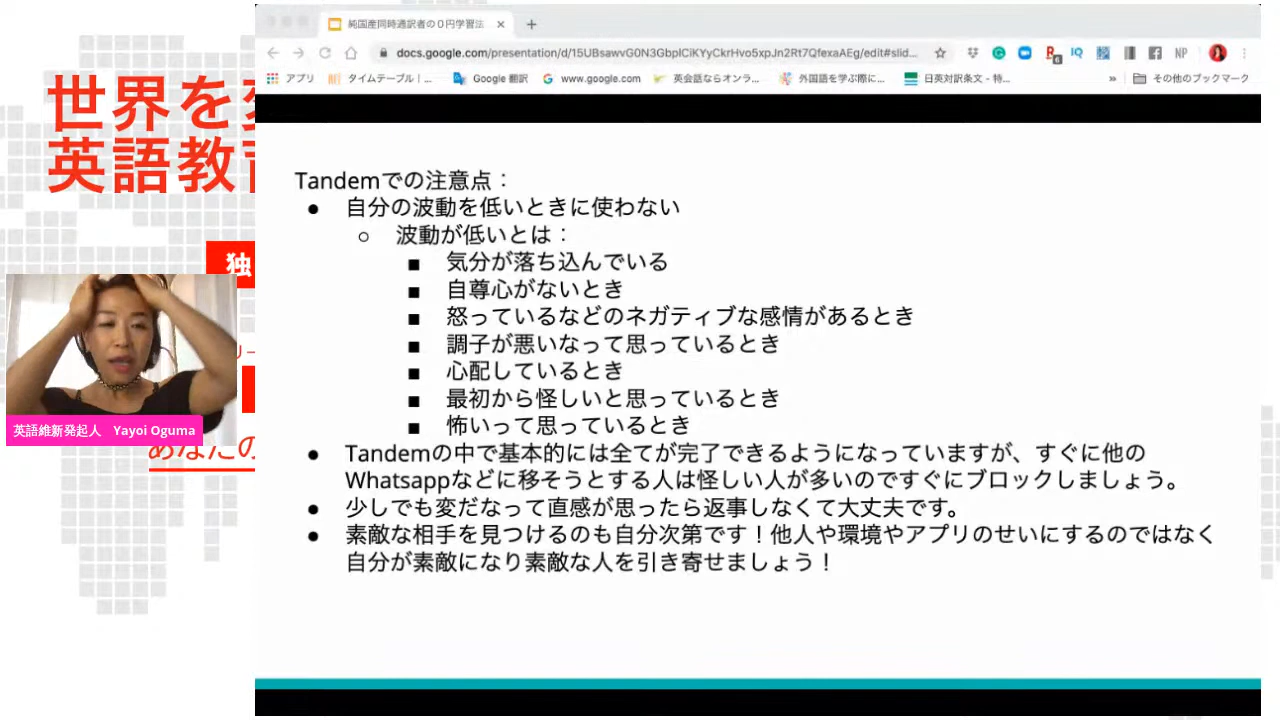 純国産同時通訳者の０円学習法
docs.google.com/presentation/d/15UBsawvG0N3GbplCiKYyCkrHvo5xpJn2Rt7QfexaAEg/edit#slid...
アプリ
タイムテーブル｜...
Google 翻訳
www.google.com
英会話ならオンラ...
外国語を学ぶ際に...
日英対訳条文 - 特...
»
その他のブックマーク
世界を
英語教
独
Tandemでの注意点：
● 自分の波動を低いときに使わない
○ 波動が低いとは：
■ 気分が落ち込んでいる
■ 自尊心がないとき
■ 怒っているなどのネガティブな感情があるとき
■ 調子が悪いなって思っているとき
■ 心配しているとき
■ 最初から怪しいと思っているとき
■ 怖いって思っているとき
● Tandemの中で基本的には全てが完了できるようになっていますが、すぐに他の
Whatsappなどに移そうとする人は怪しい人が多いのですぐにブロックしましょう。
● 少しでも変だなって直感が思ったら返事しなくて大丈夫です。
● 素敵な相手を見つけるのも自分次第です！他人や環境やアプリのせいにするのではなく
自分が素敵になり素敵な人を引き寄せましょう！
英語維新発起人 Yayoi Oguma
あなたの